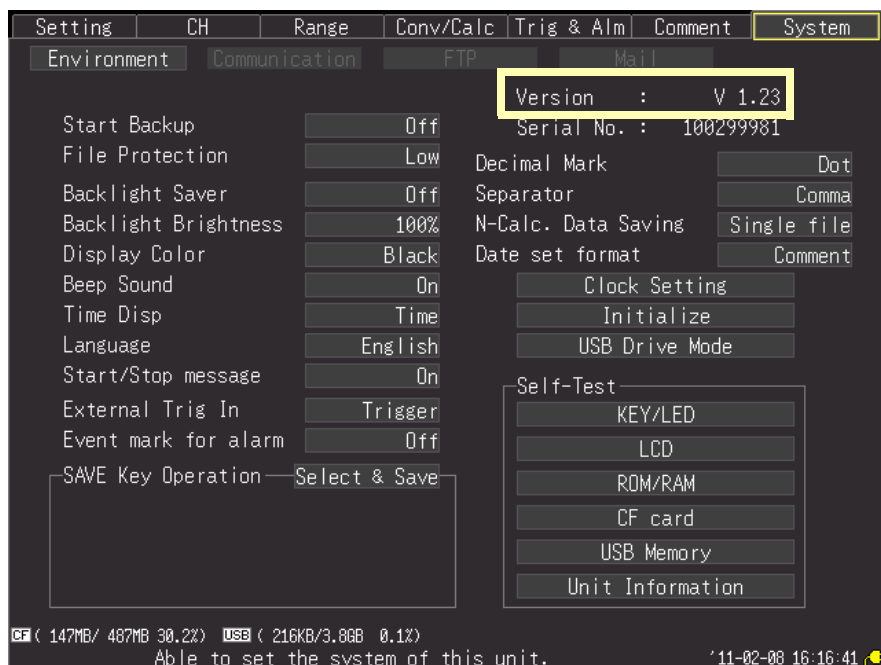 Setting CH Range Conv/Calc Trig & Alm Comment System
Environment Communication FTP Mail
Version : V 1.23
Serial No. : 100299981
Start Backup Off
File Protection Low
Backlight Saver Off
Backlight Brightness 100%
Display Color Black
Beep Sound On
Time Disp Time
Language English
Start/Stop message On
External Trig In Trigger
Event mark for alarm Off
SAVE Key Operation Select & Save
Decimal Mark Dot
Separator Comma
N-Calc. Data Saving Single file
Date set format Comment
Clock Setting
Initialize
USB Drive Mode
Self-Test
KEY/LED
LCD
ROM/RAM
CF card
USB Memory
Unit Information
CF ( 147MB/ 487MB 30.2%) USB ( 216KB/3.8GB 0.1%)
Able to set the system of this unit. '11-02-08 16:16:41